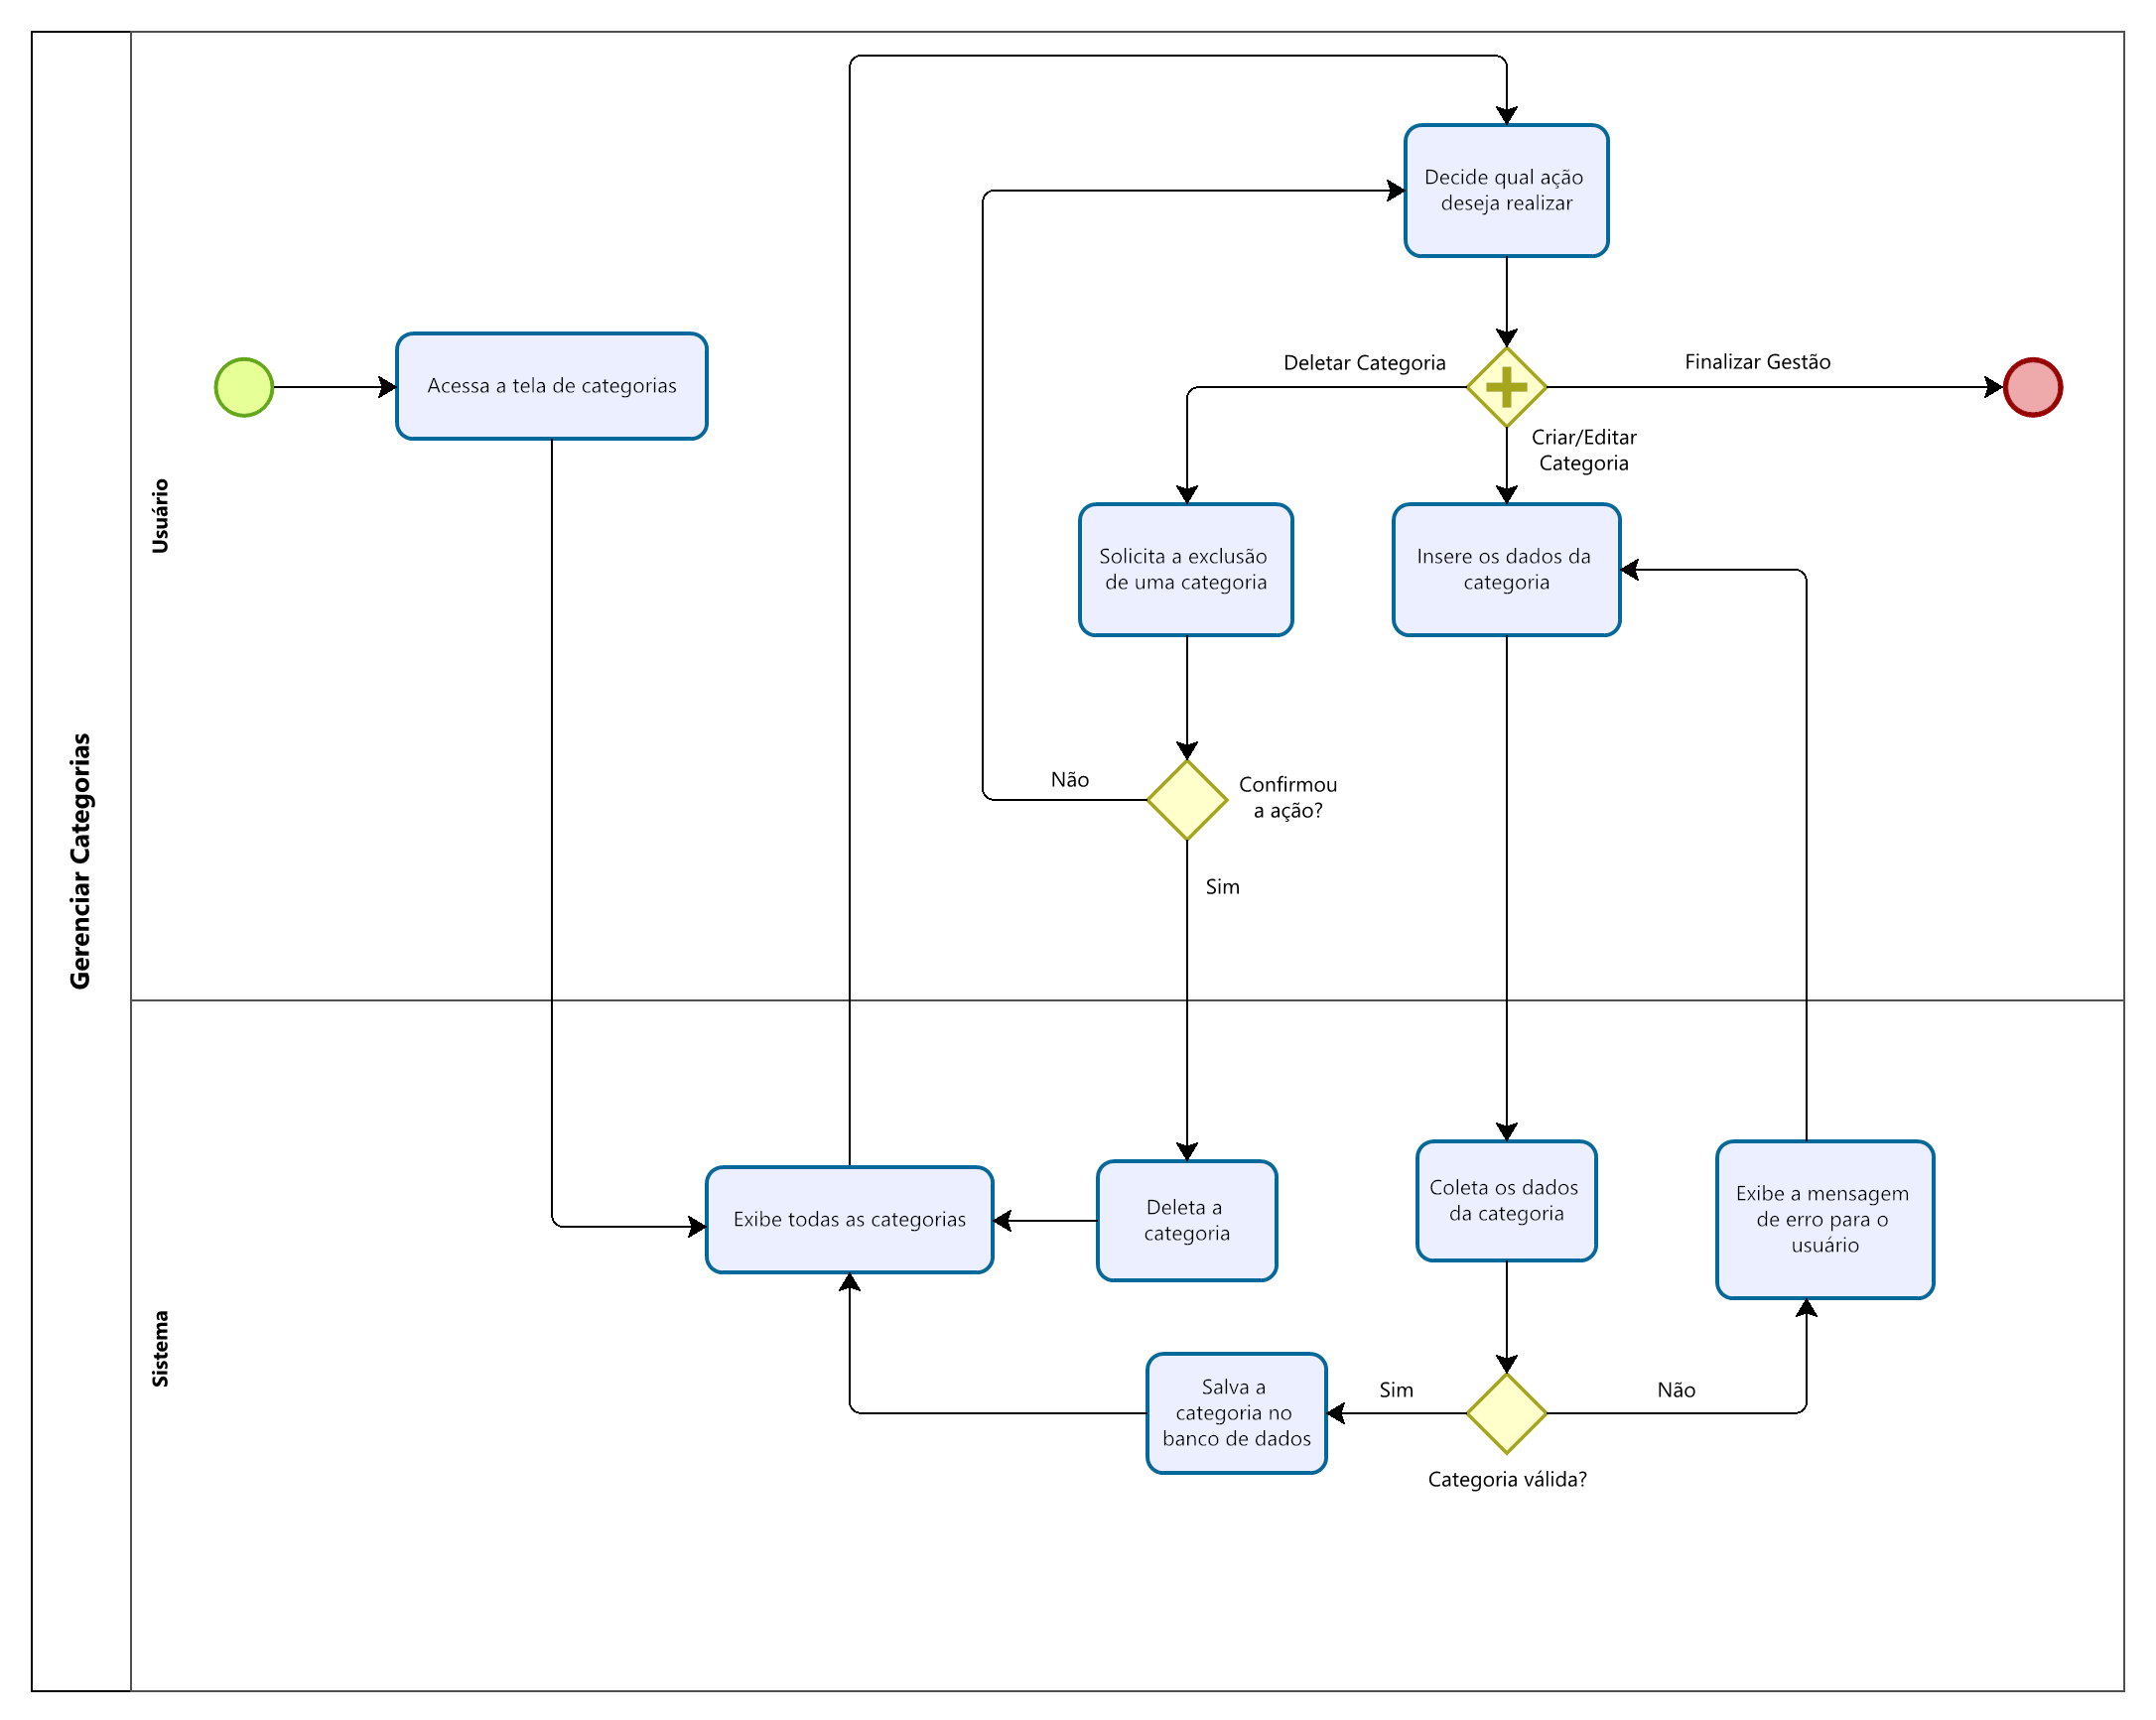 Gerenciar Categorias
Usuário
Decide qual ação
deseja realizar
Acessa a tela de categorias
Deletar Categoria
Finalizar Gestão
Criar/Editar
Categoria
Solicita a exclusão
de uma categoria
Insere os dados da
categoria
Não
Confirmou
a ação?
Sim
Sistema
Exibe todas as categorias
Deleta a
categoria
Coleta os dados
da categoria
Exibe a mensagem
de erro para o
usuário
Salva a
categoria no
banco de dados
Sim
Não
Categoria válida?